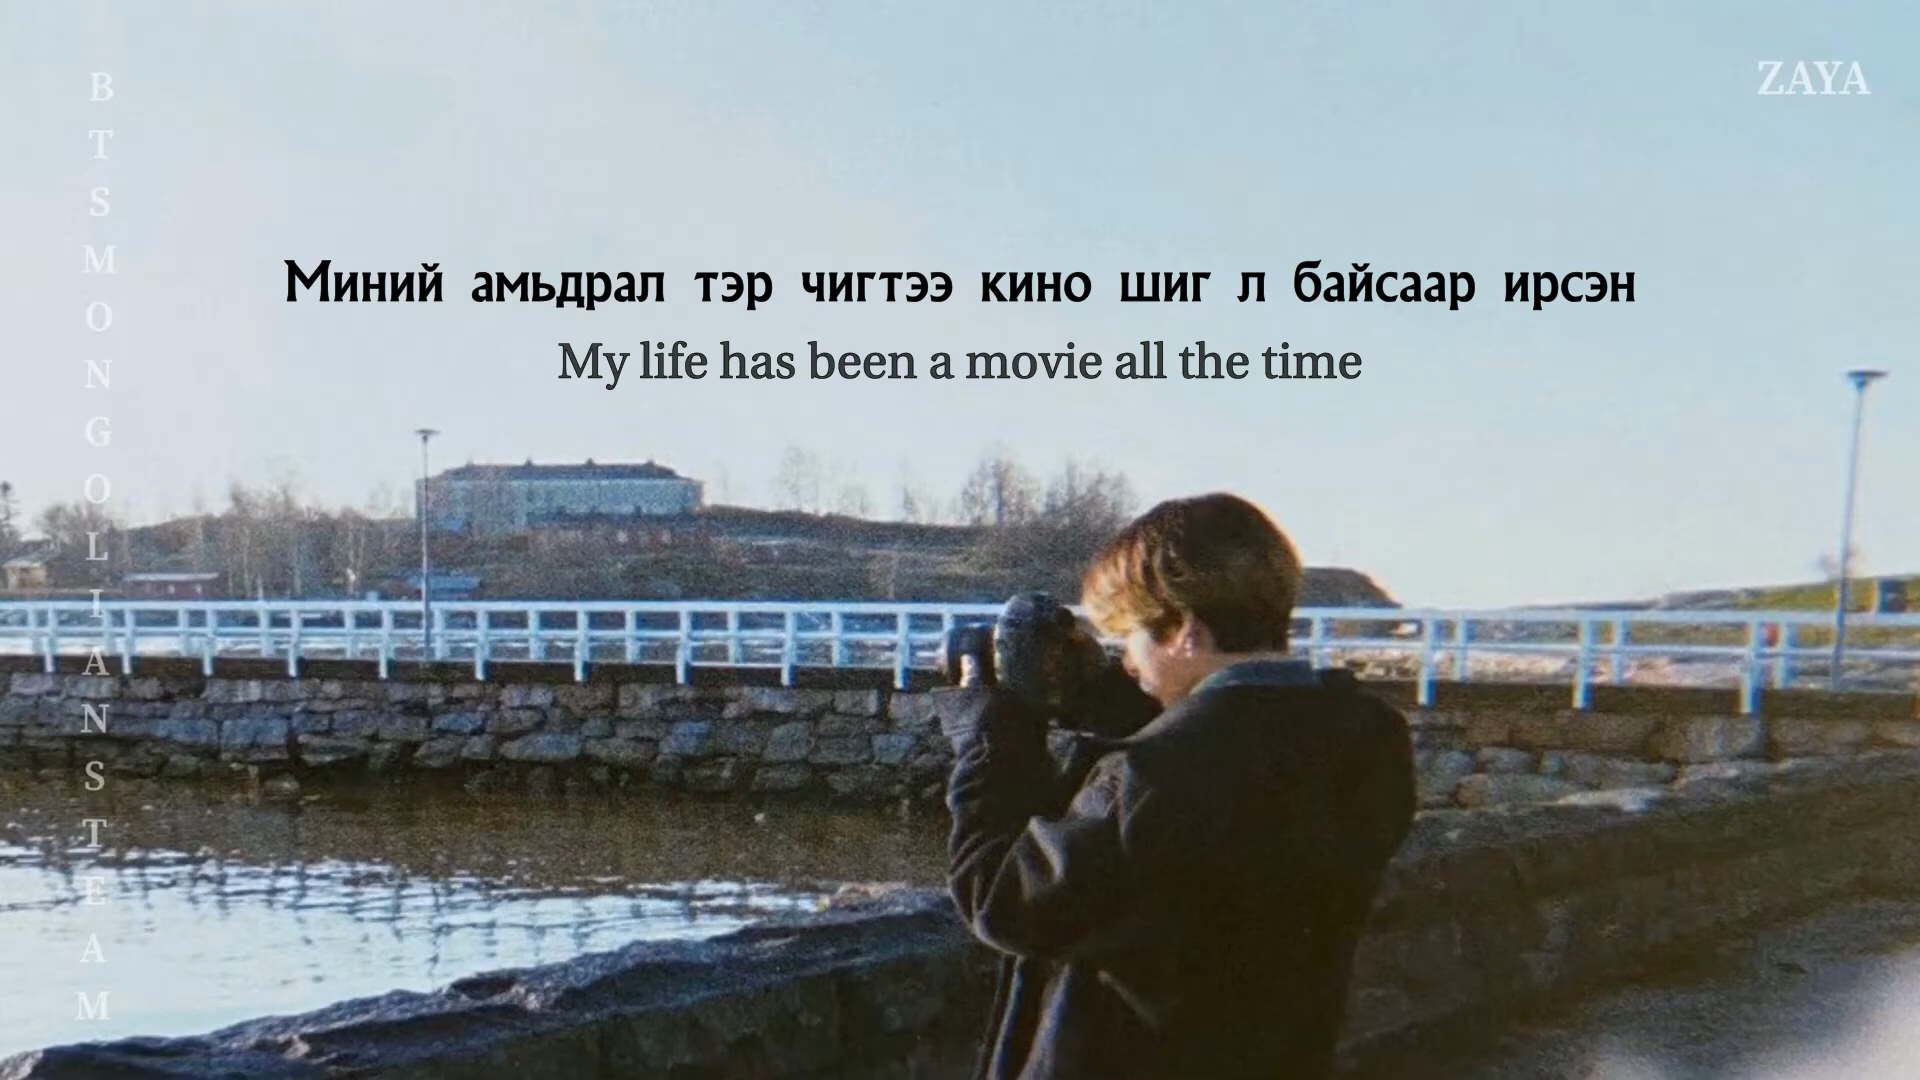 ZAYA
Миний амьдрал тэр чигтээ кино шиг л байсаар ирсэн
My life has been a movie all the time
BTSMONGOLIANSTEAM